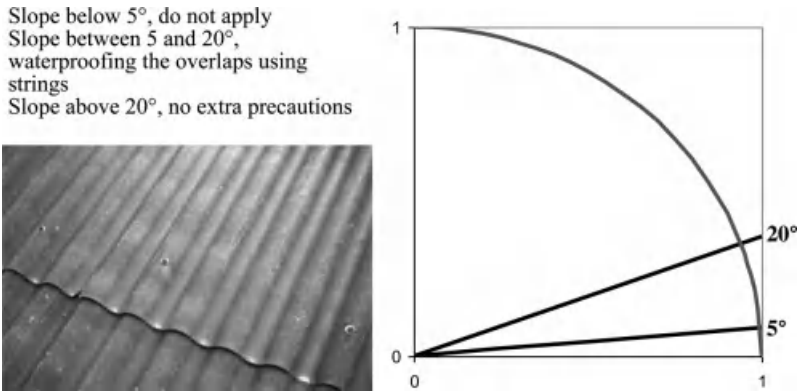 Slope below 5°, do not apply
Slope between 5 and 20°,
waterproofing the overlaps using
strings
Slope above 20°, no extra precautions
1
20°
5°
0
0
1